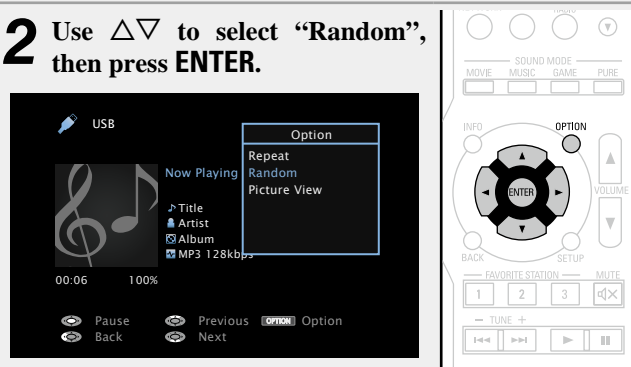 2 Use △▽ to select “Random”,
then press ENTER.
USB
Option
Repeat
Random
Picture View
Now Playing
Title
Artist
Album
MP3 128kbps
00:06 100%
Pause Previous OPTION Option
Back Next
SOUND MODE
MOVIE MUSIC GAME PURE
INFO OPTION
ENTER
VOLUME
BACK SETUP
FAVORITE STATION MUTE
1 2 3
– TUNE +